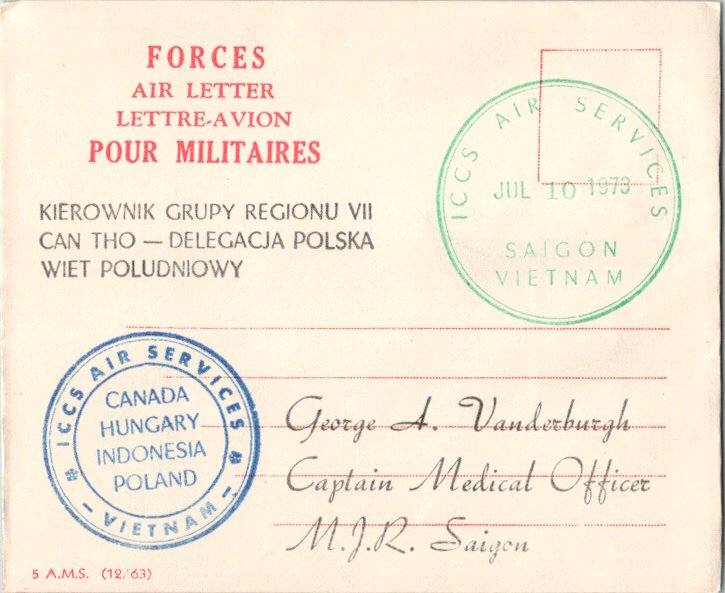 FORCES
AIR LETTER
LETTRE-AVION
POUR MILITAIRES
ICCS AIR SERVICES
JUL 10 1973
SAIGON
VIETNAM
KIEROWNIK GRUPY REGIONU VII
CAN THO — DELEGACJA POLSKA
WIET POLUDNIOWY
ICCS AIR SERVICES
CANADA
HUNGARY
INDONESIA
POLAND
- VIETNAM -
George A. Vanderburgh
Captain Medical Officer
M.J.R. Saigon
5 A.M.S. (12/63)